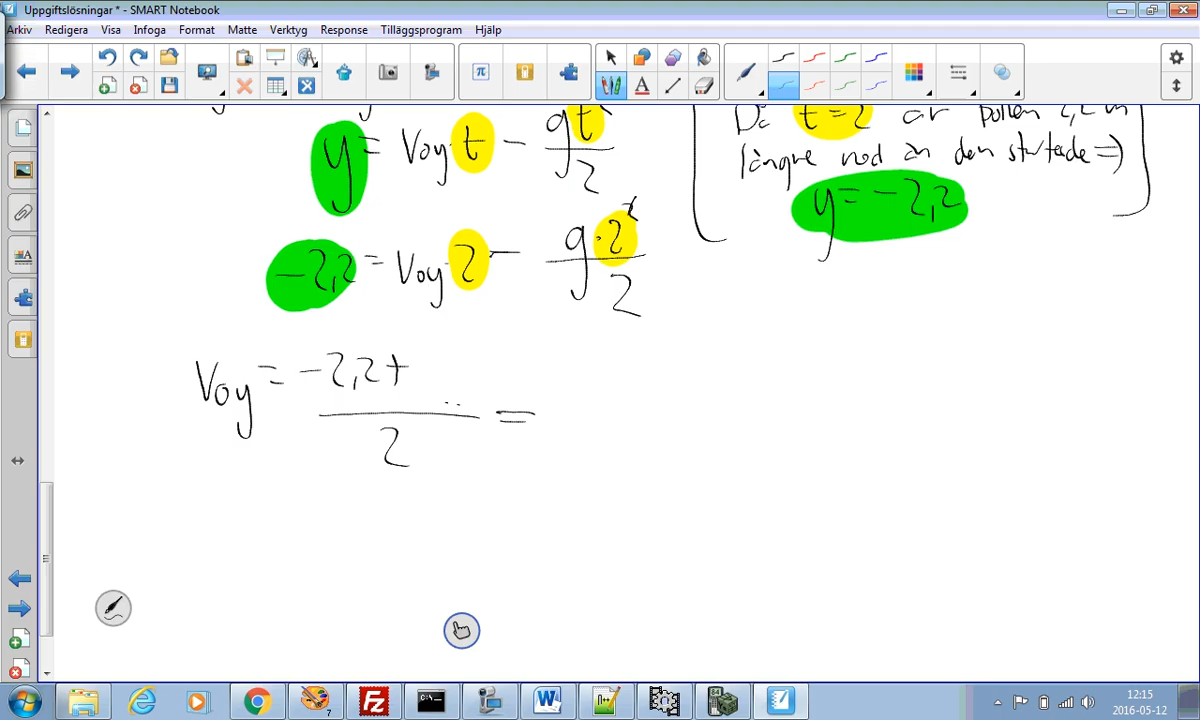 Uppgiftslösningar * - SMART Notebook
Arkiv Redigera Visa Infoga Format Matte Verktyg Response Tilläggsprogram Hjälp
y = Voy t - gt²/2
Då t=2 är bollen 2,2 m
längre ned än den startade =)
y = -2,2
-2,2 = Voy 2 - g·2²/2
Voy = -2,2 + .. / 2 =
12:15
2016-05-12